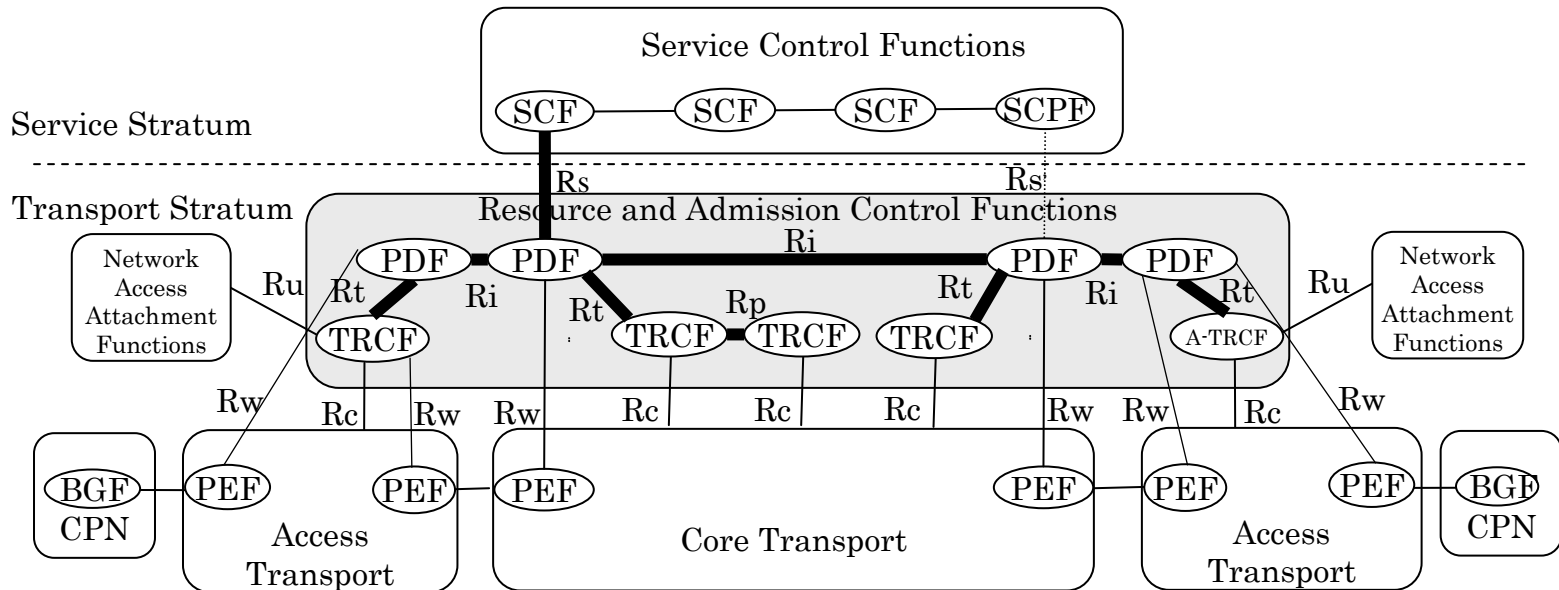 Service Control Functions
SCF
SCF
SCF
SCPF
Service Stratum
Rs
Rs
Transport Stratum
Resource and Admission Control Functions
Network
Access
Attachment
Functions
Ru
Rt
PDF
Ri
PDF
Rt
Ri
Rp
PDF
Rt
Ri
PDF
Rt
Ru
Network
Access
Attachment
Functions
TRCF
TRCF
TRCF
TRCF
A-TRCF
Rw
Rc
Rw
Rw
Rc
Rc
Rc
Rw
Rw
Rc
Rw
BGF
CPN
PEF
PEF
PEF
PEF
PEF
PEF
BGF
CPN
Access
Transport
Core Transport
Access
Transport